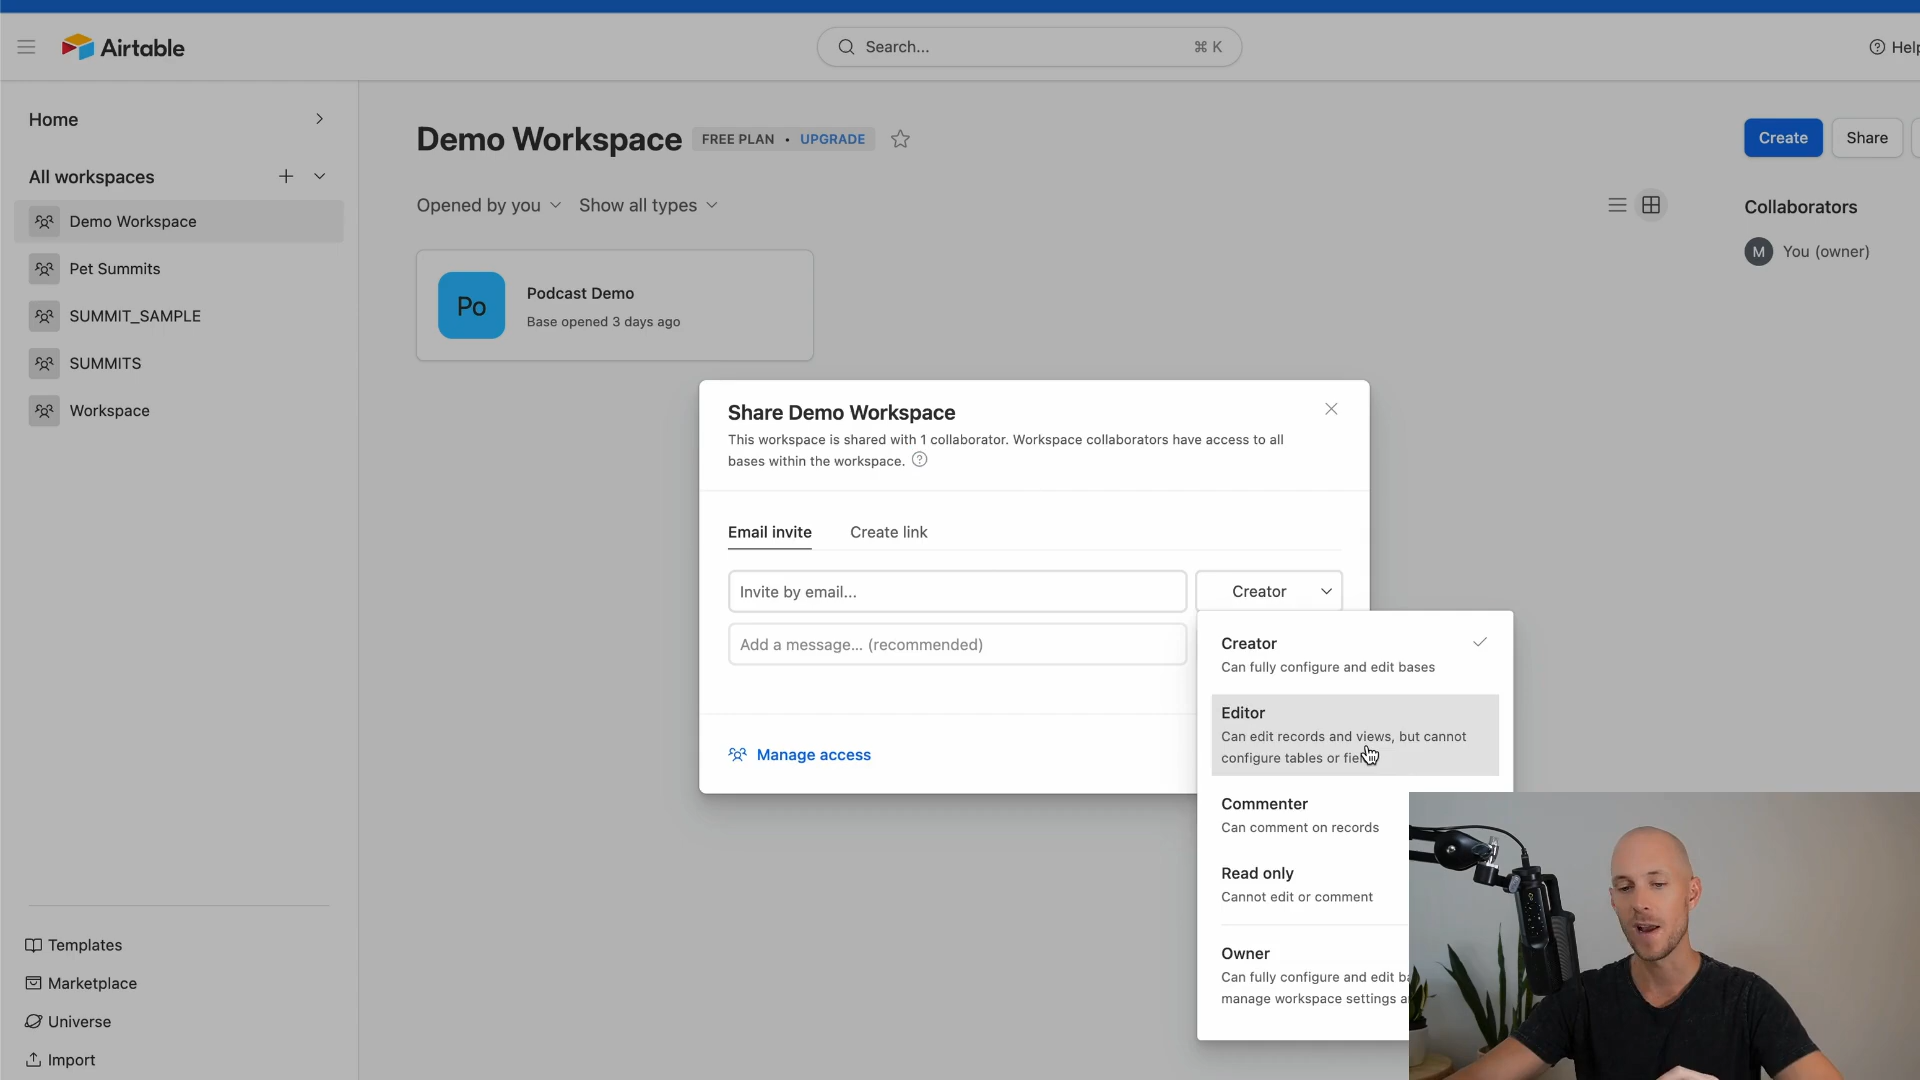 Airtable
Search...
⌘ K
Help
Home
All workspaces
Demo Workspace
Pet Summits
SUMMIT_SAMPLE
SUMMITS
Workspace
Templates
Marketplace
Universe
Import
Demo Workspace
FREE PLAN • UPGRADE
Create
Share
Opened by you
Show all types
Po
Podcast Demo
Base opened 3 days ago
Collaborators
M
You (owner)
Share Demo Workspace
This workspace is shared with 1 collaborator. Workspace collaborators have access to all
bases within the workspace. ?
Email invite
Create link
Invite by email...
Creator
Add a message... (recommended)
Manage access
Creator
Can fully configure and edit bases
Editor
Can edit records and views, but cannot
configure tables or
Commenter
Can comment on records
Read only
Cannot edit or comment
Owner
Can fully configure and edit
manage workspace settings